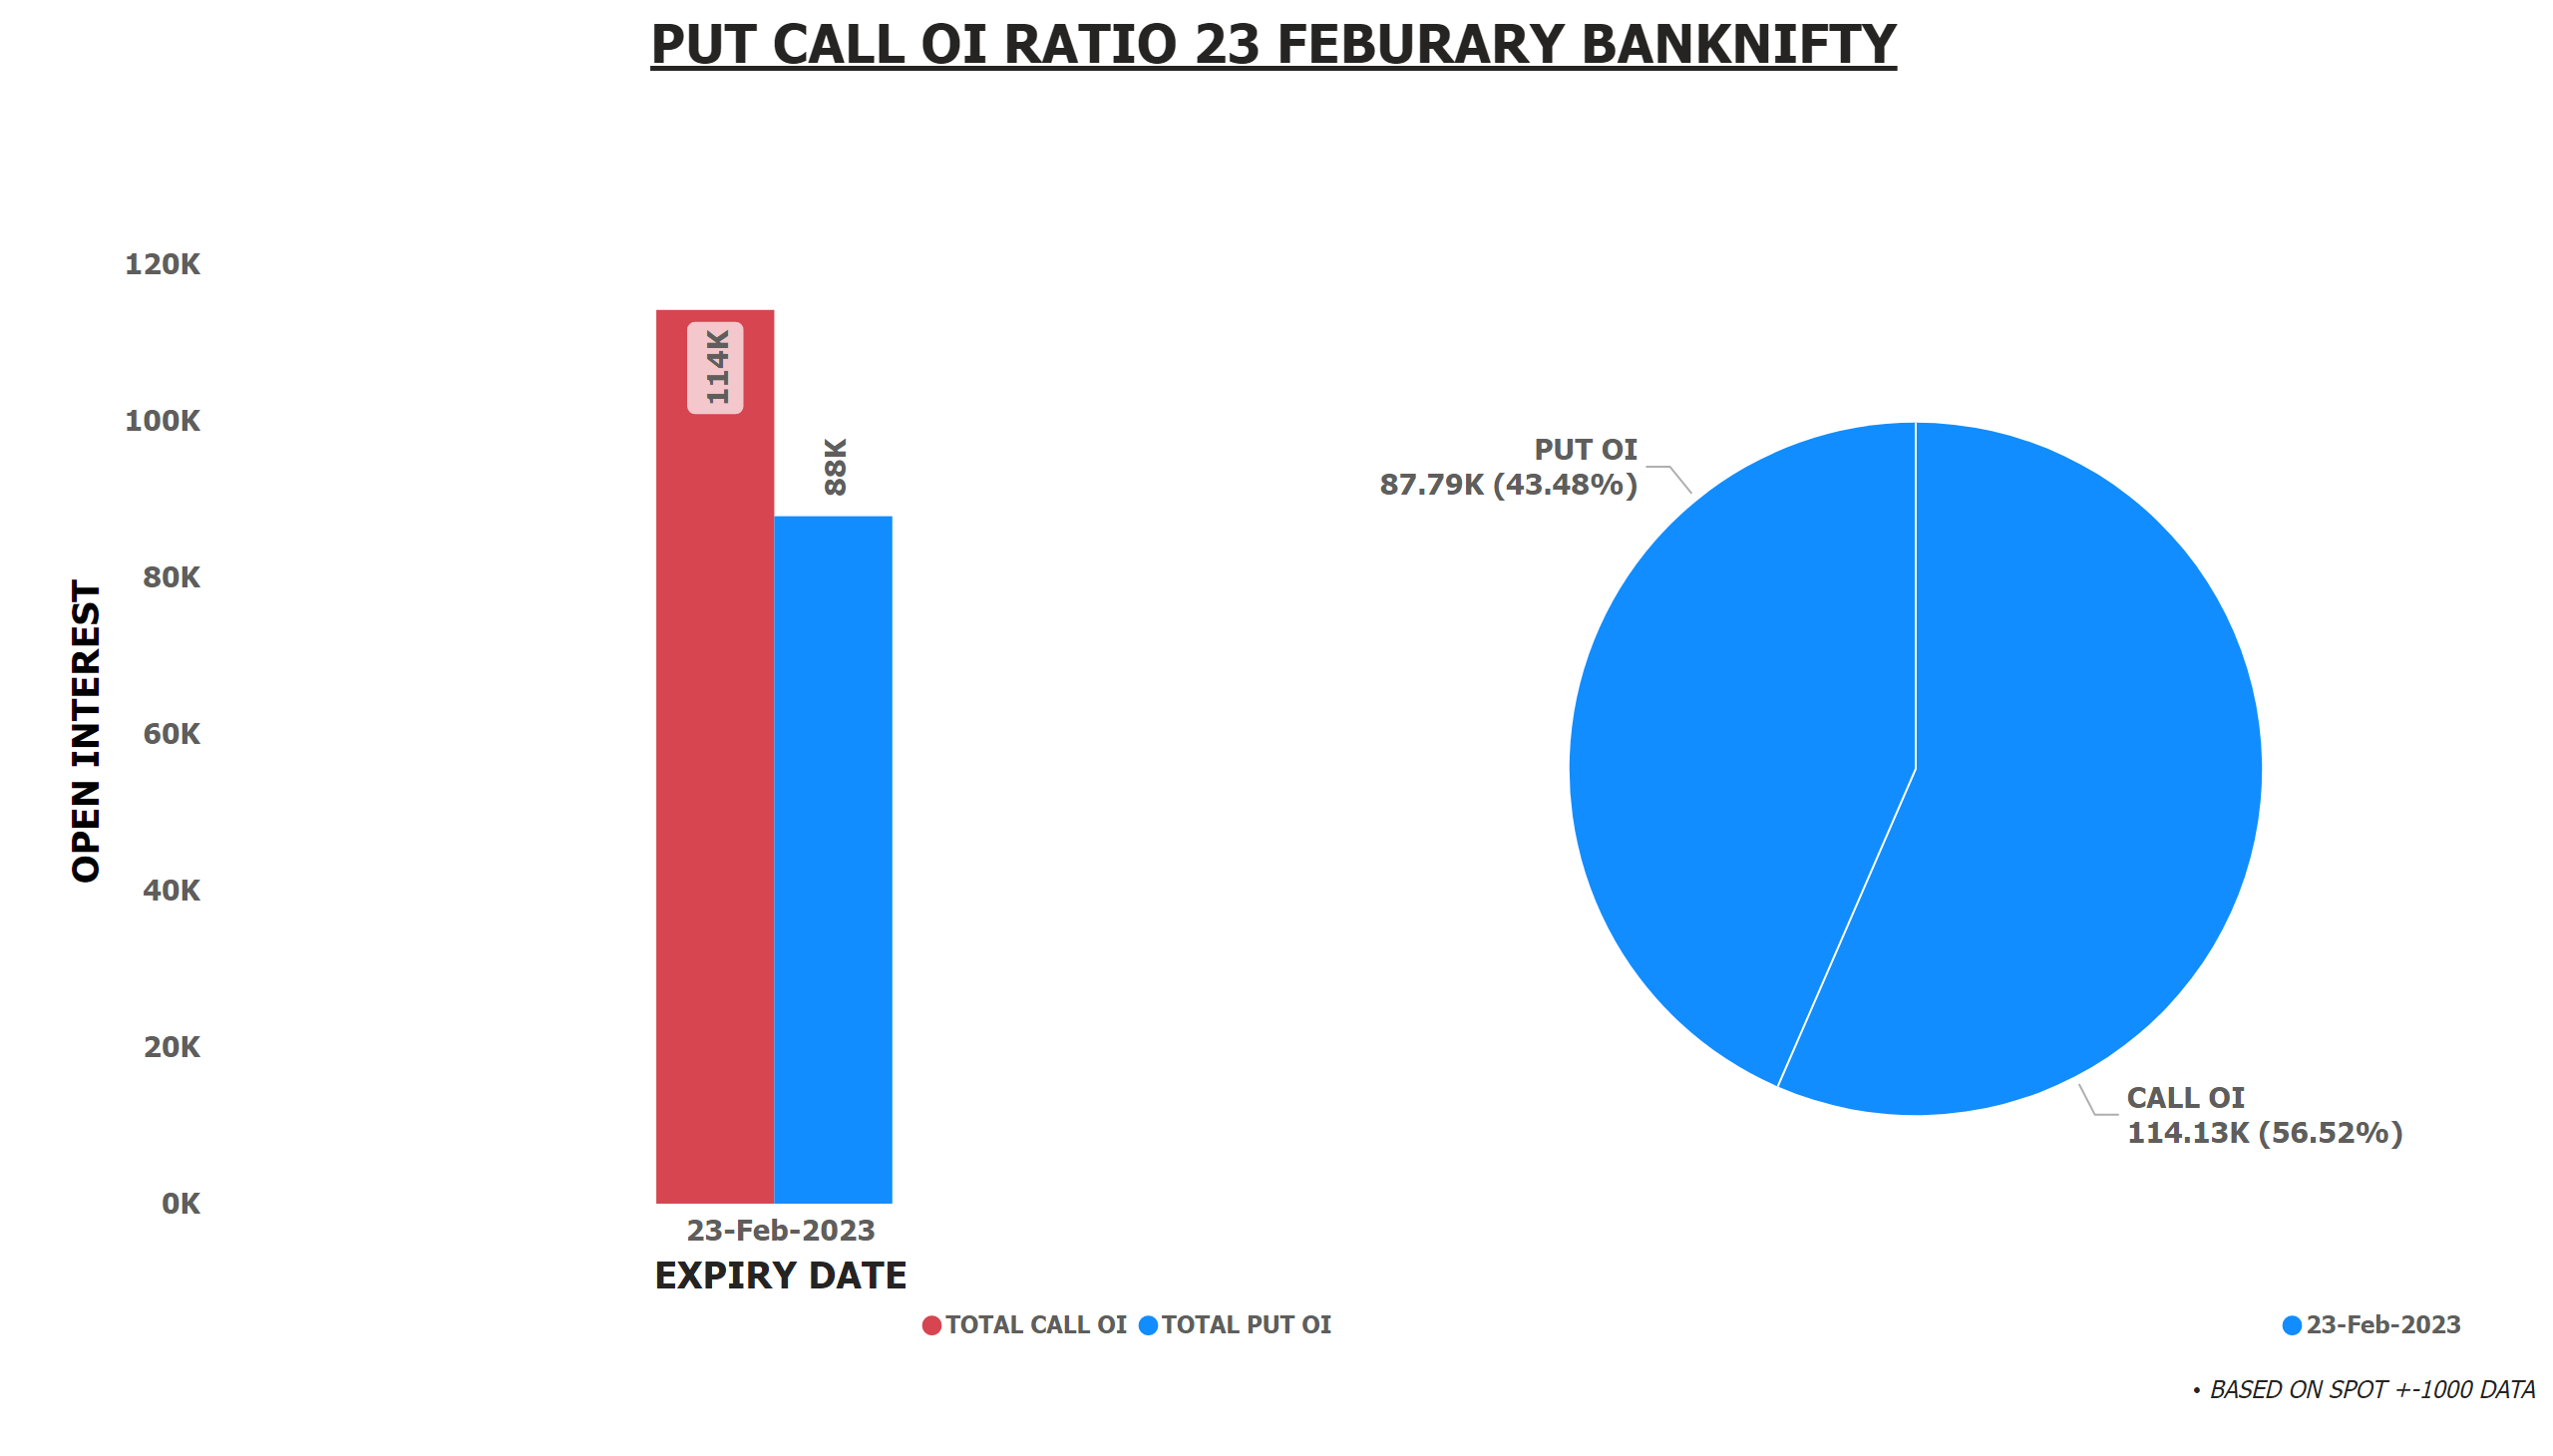 PUT CALL OI RATIO 23 FEBURARY BANKNIFTY
120K
100K
80K
60K
40K
20K
0K
OPEN INTEREST
114K
88K
23-Feb-2023
EXPIRY DATE
TOTAL CALL OI TOTAL PUT OI
PUT OI
87.79K (43.48%)
CALL OI
114.13K (56.52%)
23-Feb-2023
• BASED ON SPOT +-1000 DATA